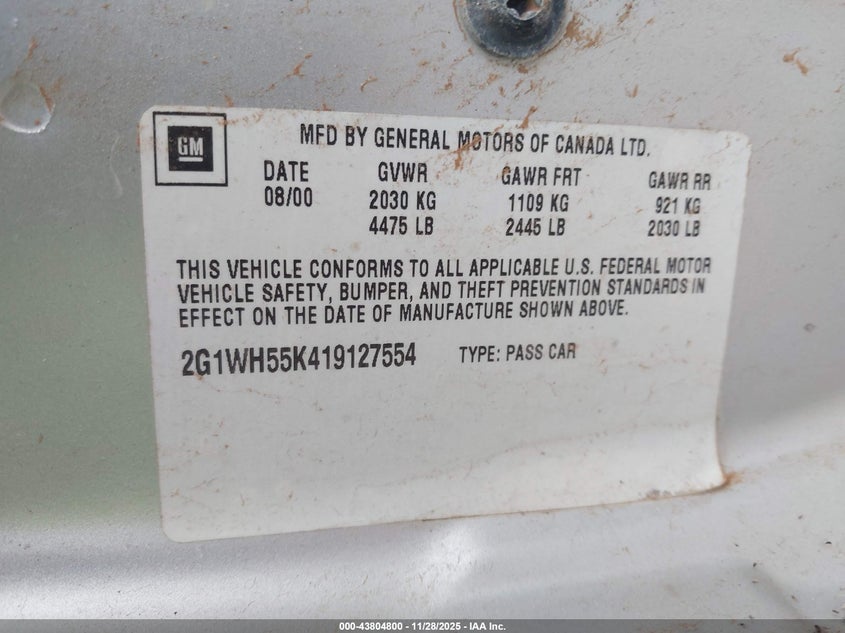 GM
MFD BY GENERAL MOTORS OF CANADA LTD.
DATE GVWR GAWR FRT GAWR RR
08/00 2030 KG 1109 KG 921 KG
4475 LB 2445 LB 2030 LB
THIS VEHICLE CONFORMS TO ALL APPLICABLE U.S. FEDERAL MOTOR
VEHICLE SAFETY, BUMPER, AND THEFT PREVENTION STANDARDS IN
EFFECT ON THE DATE OF MANUFACTURE SHOWN ABOVE.
2G1WH55K419127554 TYPE: PASS CAR
000-43804800 - 11/28/2025 - IAA Inc.